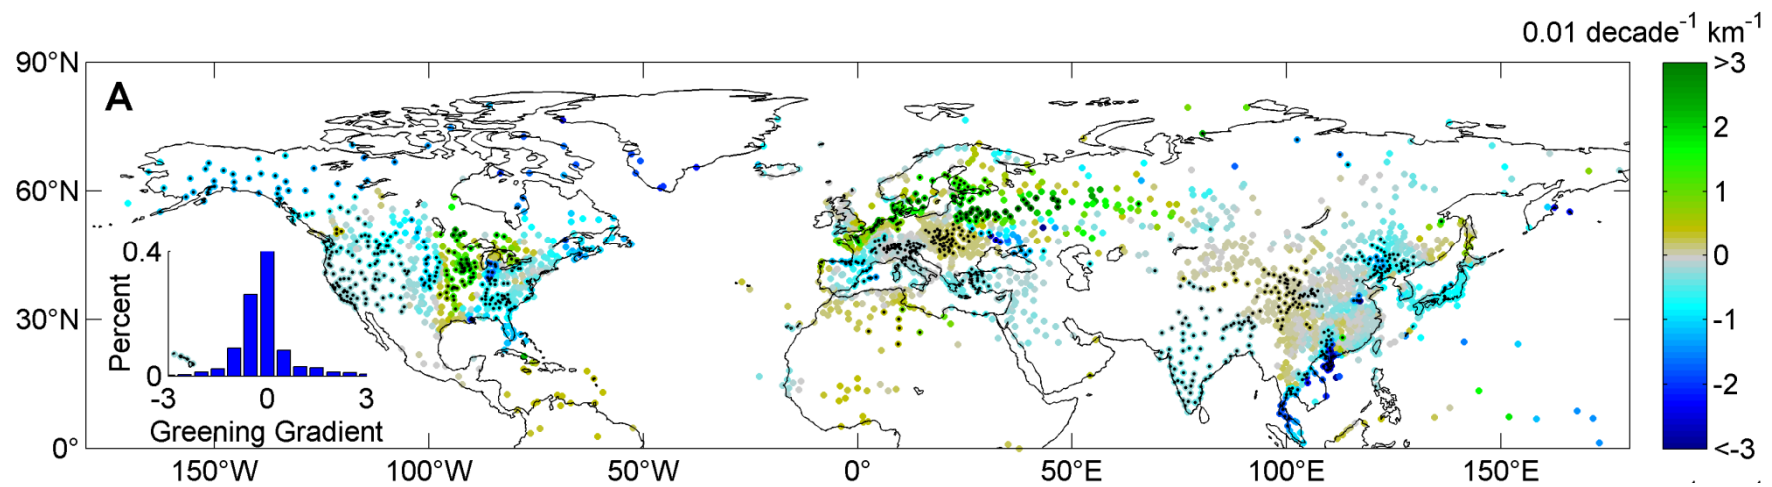 0.01 decade⁻¹ km⁻¹
90°N
A
>3
2
60°N
1
0.4
0
Percent
30°N
-1
0
-2
-3
0
3
Greening Gradient
0°
<-3
150°W
100°W
50°W
0°
50°E
100°E
150°E